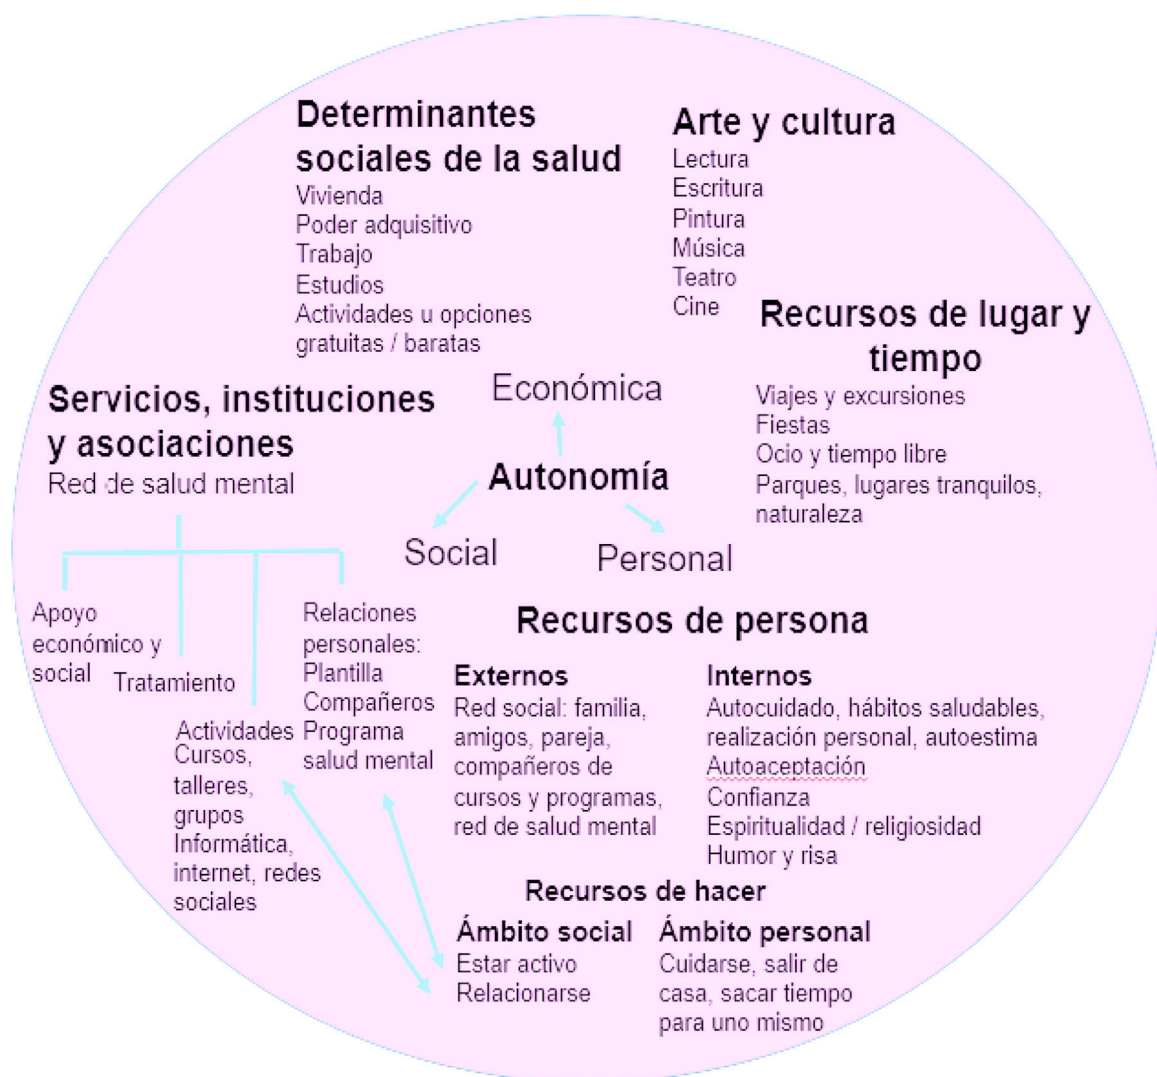 Determinantes
sociales de la salud
Vivienda
Poder adquisitivo
Trabajo
Estudios
Actividades u opciones
gratuitas / baratas
Arte y cultura
Lectura
Escritura
Pintura
Música
Teatro
Cine
Recursos de lugar y
tiempo
Viajes y excursiones
Fiestas
Ocio y tiempo libre
Parques, lugares tranquilos,
naturaleza
Servicios, instituciones
y asociaciones
Red de salud mental
Económica
Autonomía
Social
Personal
Apoyo
económico y
social
Tratamiento
Actividades
Cursos,
talleres,
grupos
Informática,
internet, redes
sociales
Relaciones
personales:
Plantilla
Compañeros
Programa
salud mental
Recursos de persona
Externos
Red social: familia,
amigos, pareja,
compañeros de
cursos y programas,
red de salud mental
Internos
Autocuidado, hábitos saludables,
realización personal, autoestima
Autoaceptación
Confianza
Espiritualidad / religiosidad
Humor y risa
Recursos de hacer
Ámbito social
Estar activo
Relacionarse
Ámbito personal
Cuidarse, salir de
casa, sacar tiempo
para uno mismo